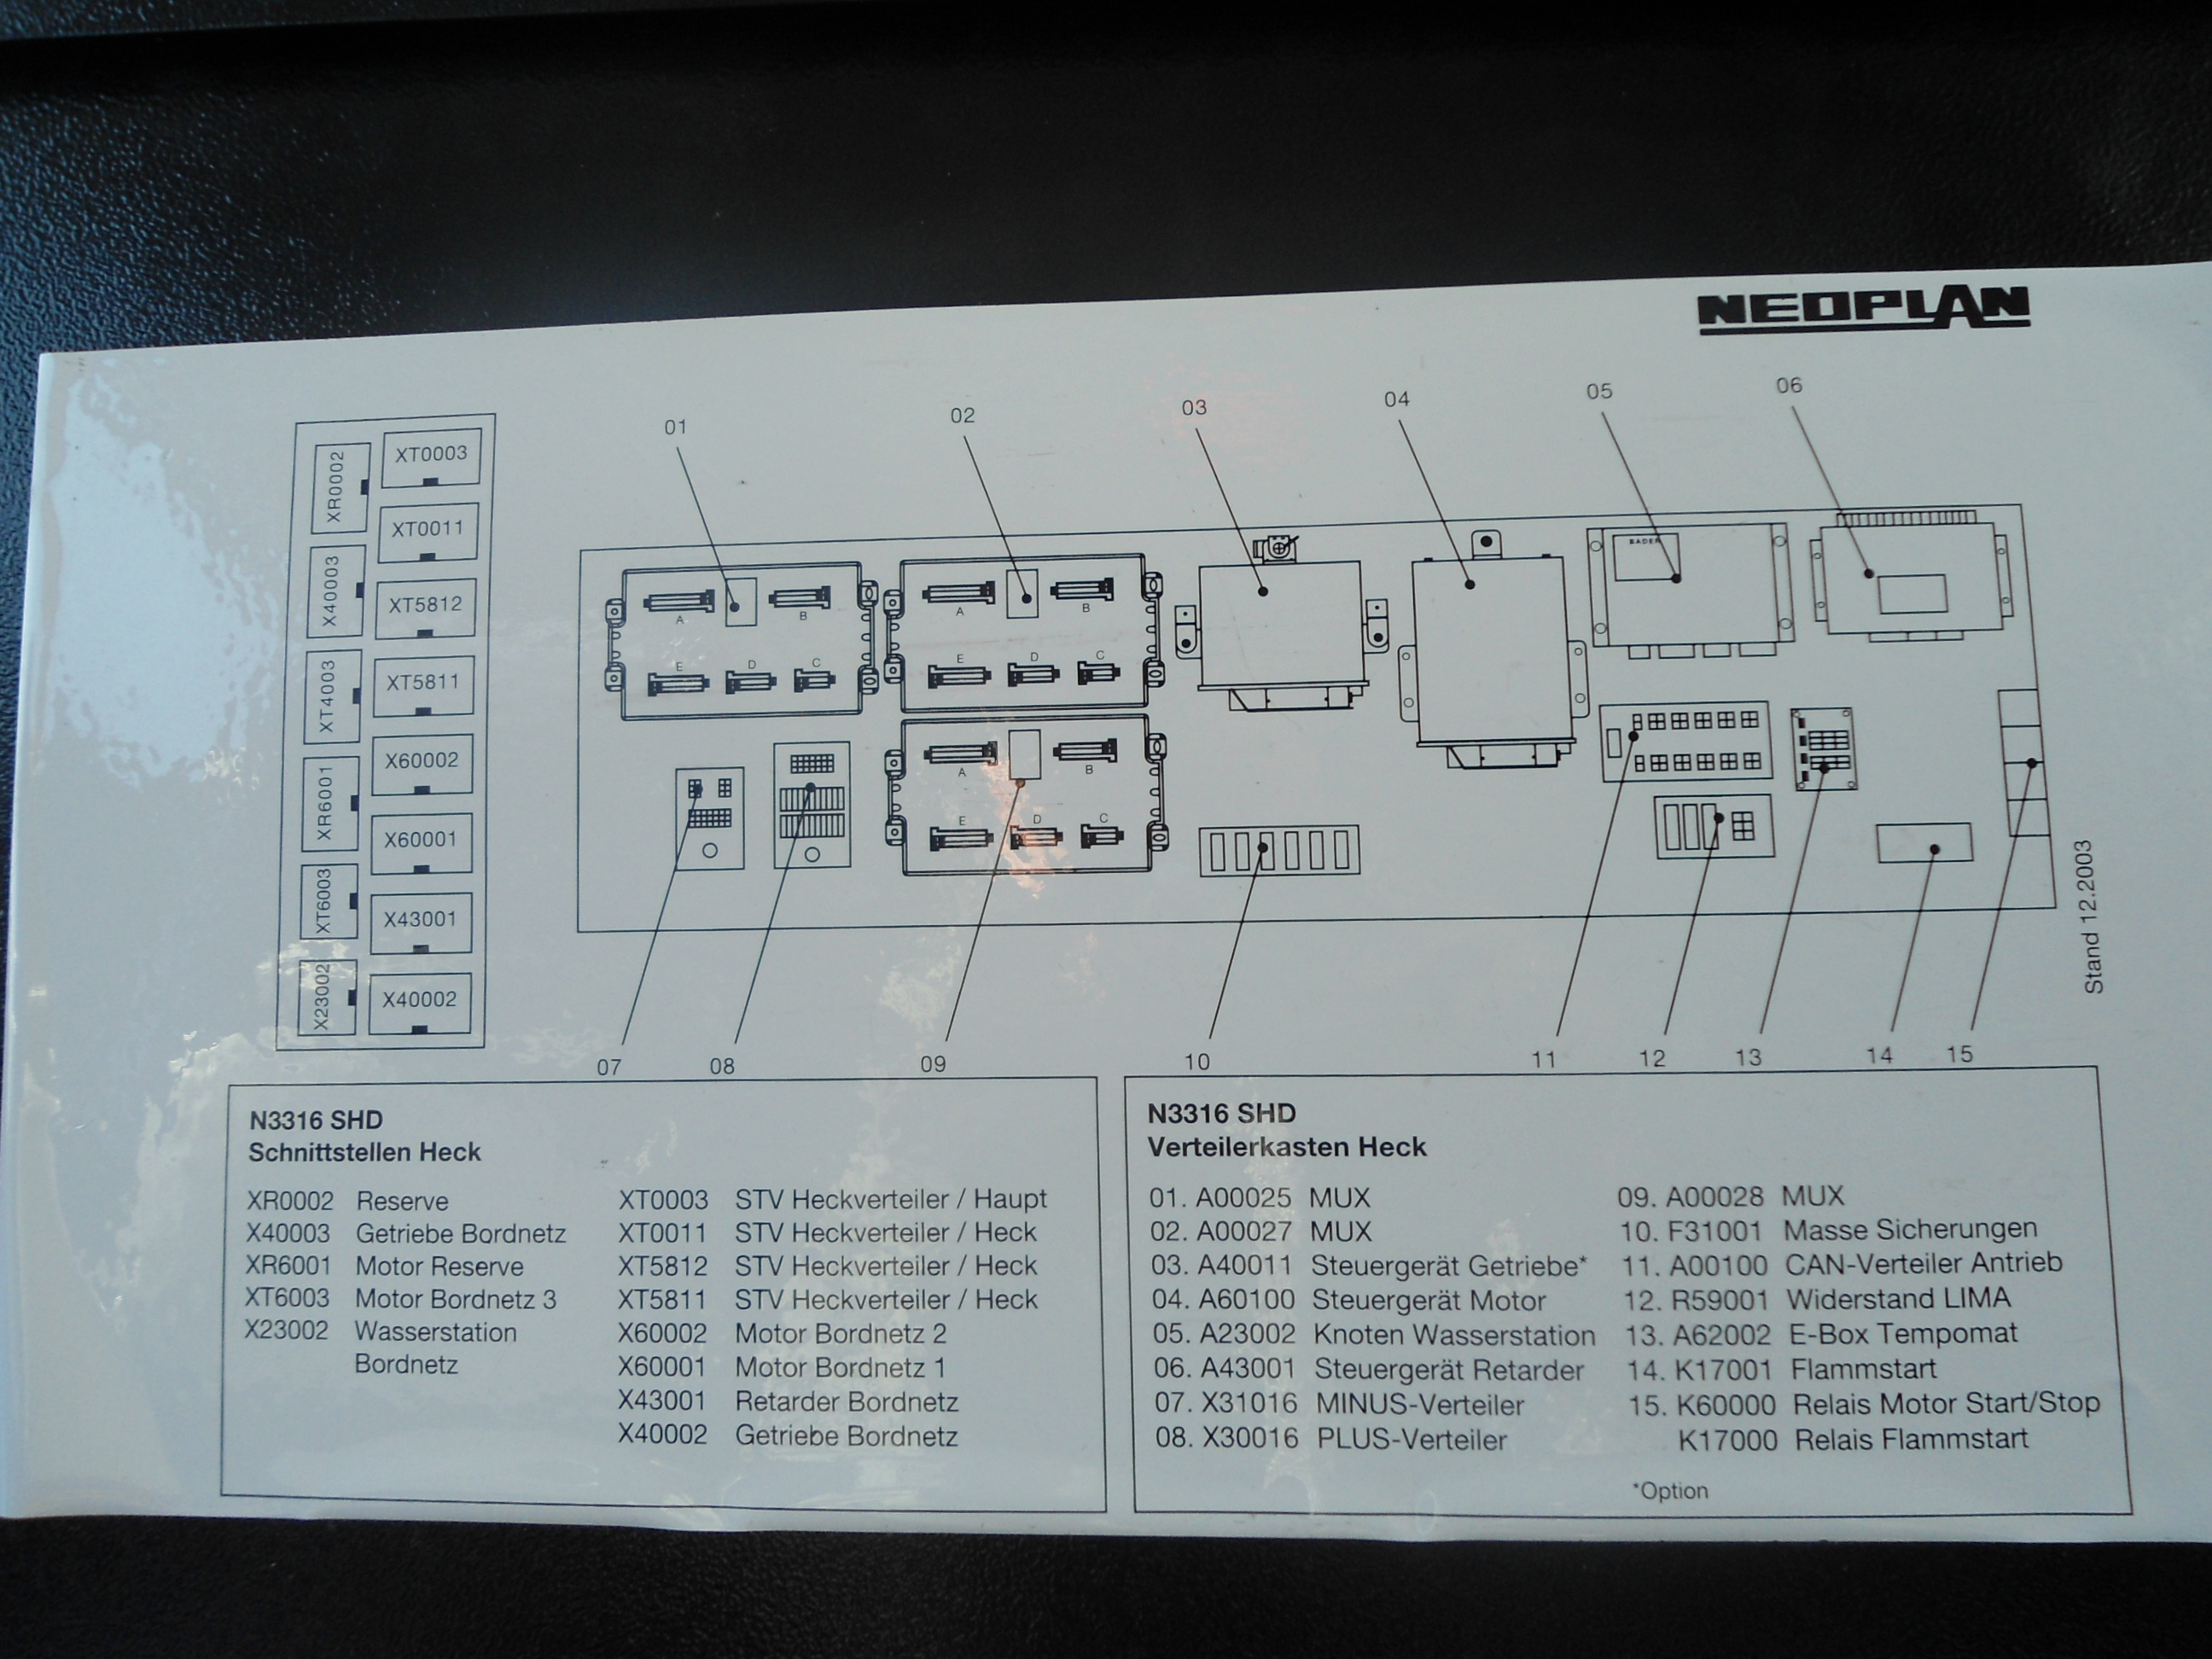 NEOPLAN
01
02
03
04
05
06
XR0002
X40003
XT4003
XR6001
XT6003
X23002
XT0003
XT0011
XT5812
XT5811
X60002
X60001
X43001
X40002
A
B
E
D
C
A
B
E
D
C
A
B
E
D
C
BADER
Stand 12.2003
07
08
09
10
11
12
13
14
15
N3316 SHD
Schnittstellen Heck
XR0002 Reserve
X40003 Getriebe Bordnetz
XR6001 Motor Reserve
XT6003 Motor Bordnetz 3
X23002 Wasserstation
Bordnetz
XT0003 STV Heckverteiler / Haupt
XT0011 STV Heckverteiler / Heck
XT5812 STV Heckverteiler / Heck
XT5811 STV Heckverteiler / Heck
X60002 Motor Bordnetz 2
X60001 Motor Bordnetz 1
X43001 Retarder Bordnetz
X40002 Getriebe Bordnetz
N3316 SHD
Verteilerkasten Heck
01. A00025 MUX
02. A00027 MUX
03. A40011 Steuergerät Getriebe*
04. A60100 Steuergerät Motor
05. A23002 Knoten Wasserstation
06. A43001 Steuergerät Retarder
07. X31016 MINUS-Verteiler
08. X30016 PLUS-Verteiler
09. A00028 MUX
10. F31001 Masse Sicherungen
11. A00100 CAN-Verteiler Antrieb
12. R59001 Widerstand LIMA
13. A62002 E-Box Tempomat
14. K17001 Flammstart
15. K60000 Relais Motor Start/Stop
K17000 Relais Flammstart
*Option